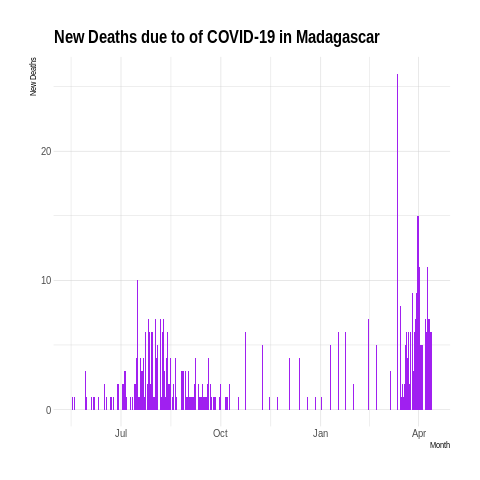 New Deaths due to of COVID-19 in Madagascar
New Deaths
20
10
0
Jul Oct Jan Apr
Month